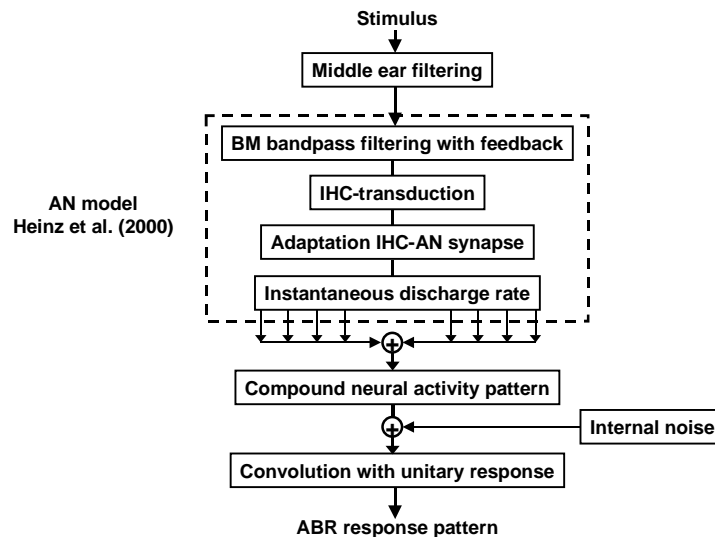 Stimulus
Middle ear filtering
BM bandpass filtering with feedback
IHC-transduction
AN model
Heinz et al. (2000)
Adaptation IHC-AN synapse
Instantaneous discharge rate
+
Compound neural activity pattern
+
Internal noise
Convolution with unitary response
ABR response pattern